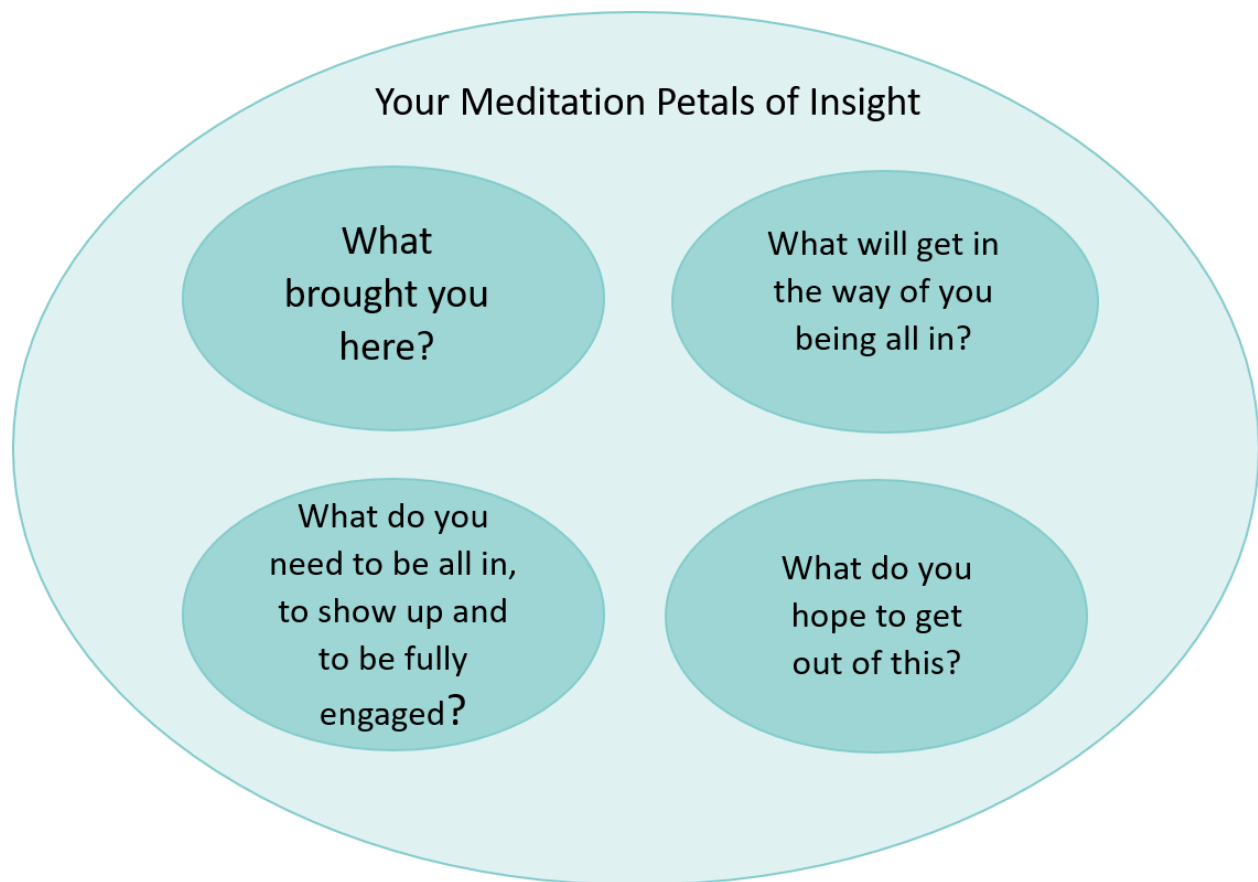 Your Meditation Petals of Insight
What
brought you
here?
What will get in
the way of you
being all in?
What do you
need to be all in,
to show up and
to be fully
engaged?
What do you
hope to get
out of this?